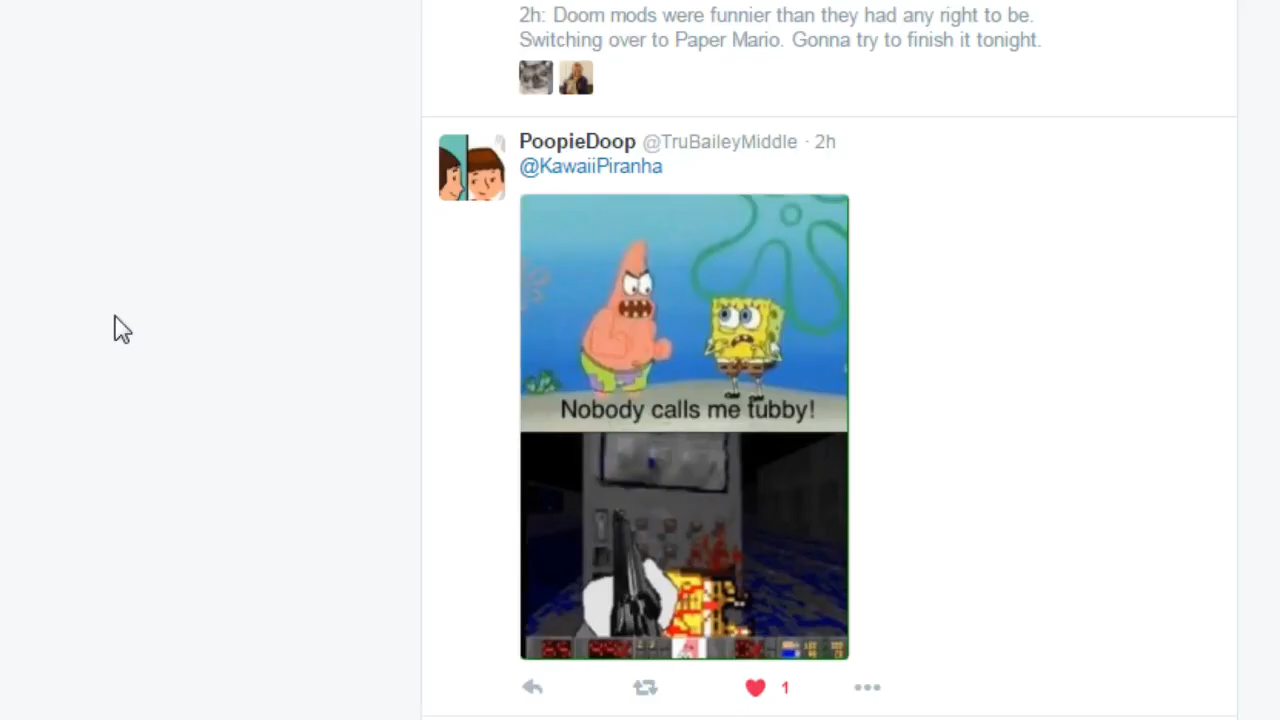 2h: Doom mods were funnier than they had any right to be.
Switching over to Paper Mario. Gonna try to finish it tonight.
PoopieDoop @TruBaileyMiddle · 2h
@KawaiiPiranha
Nobody calls me tubby!
1